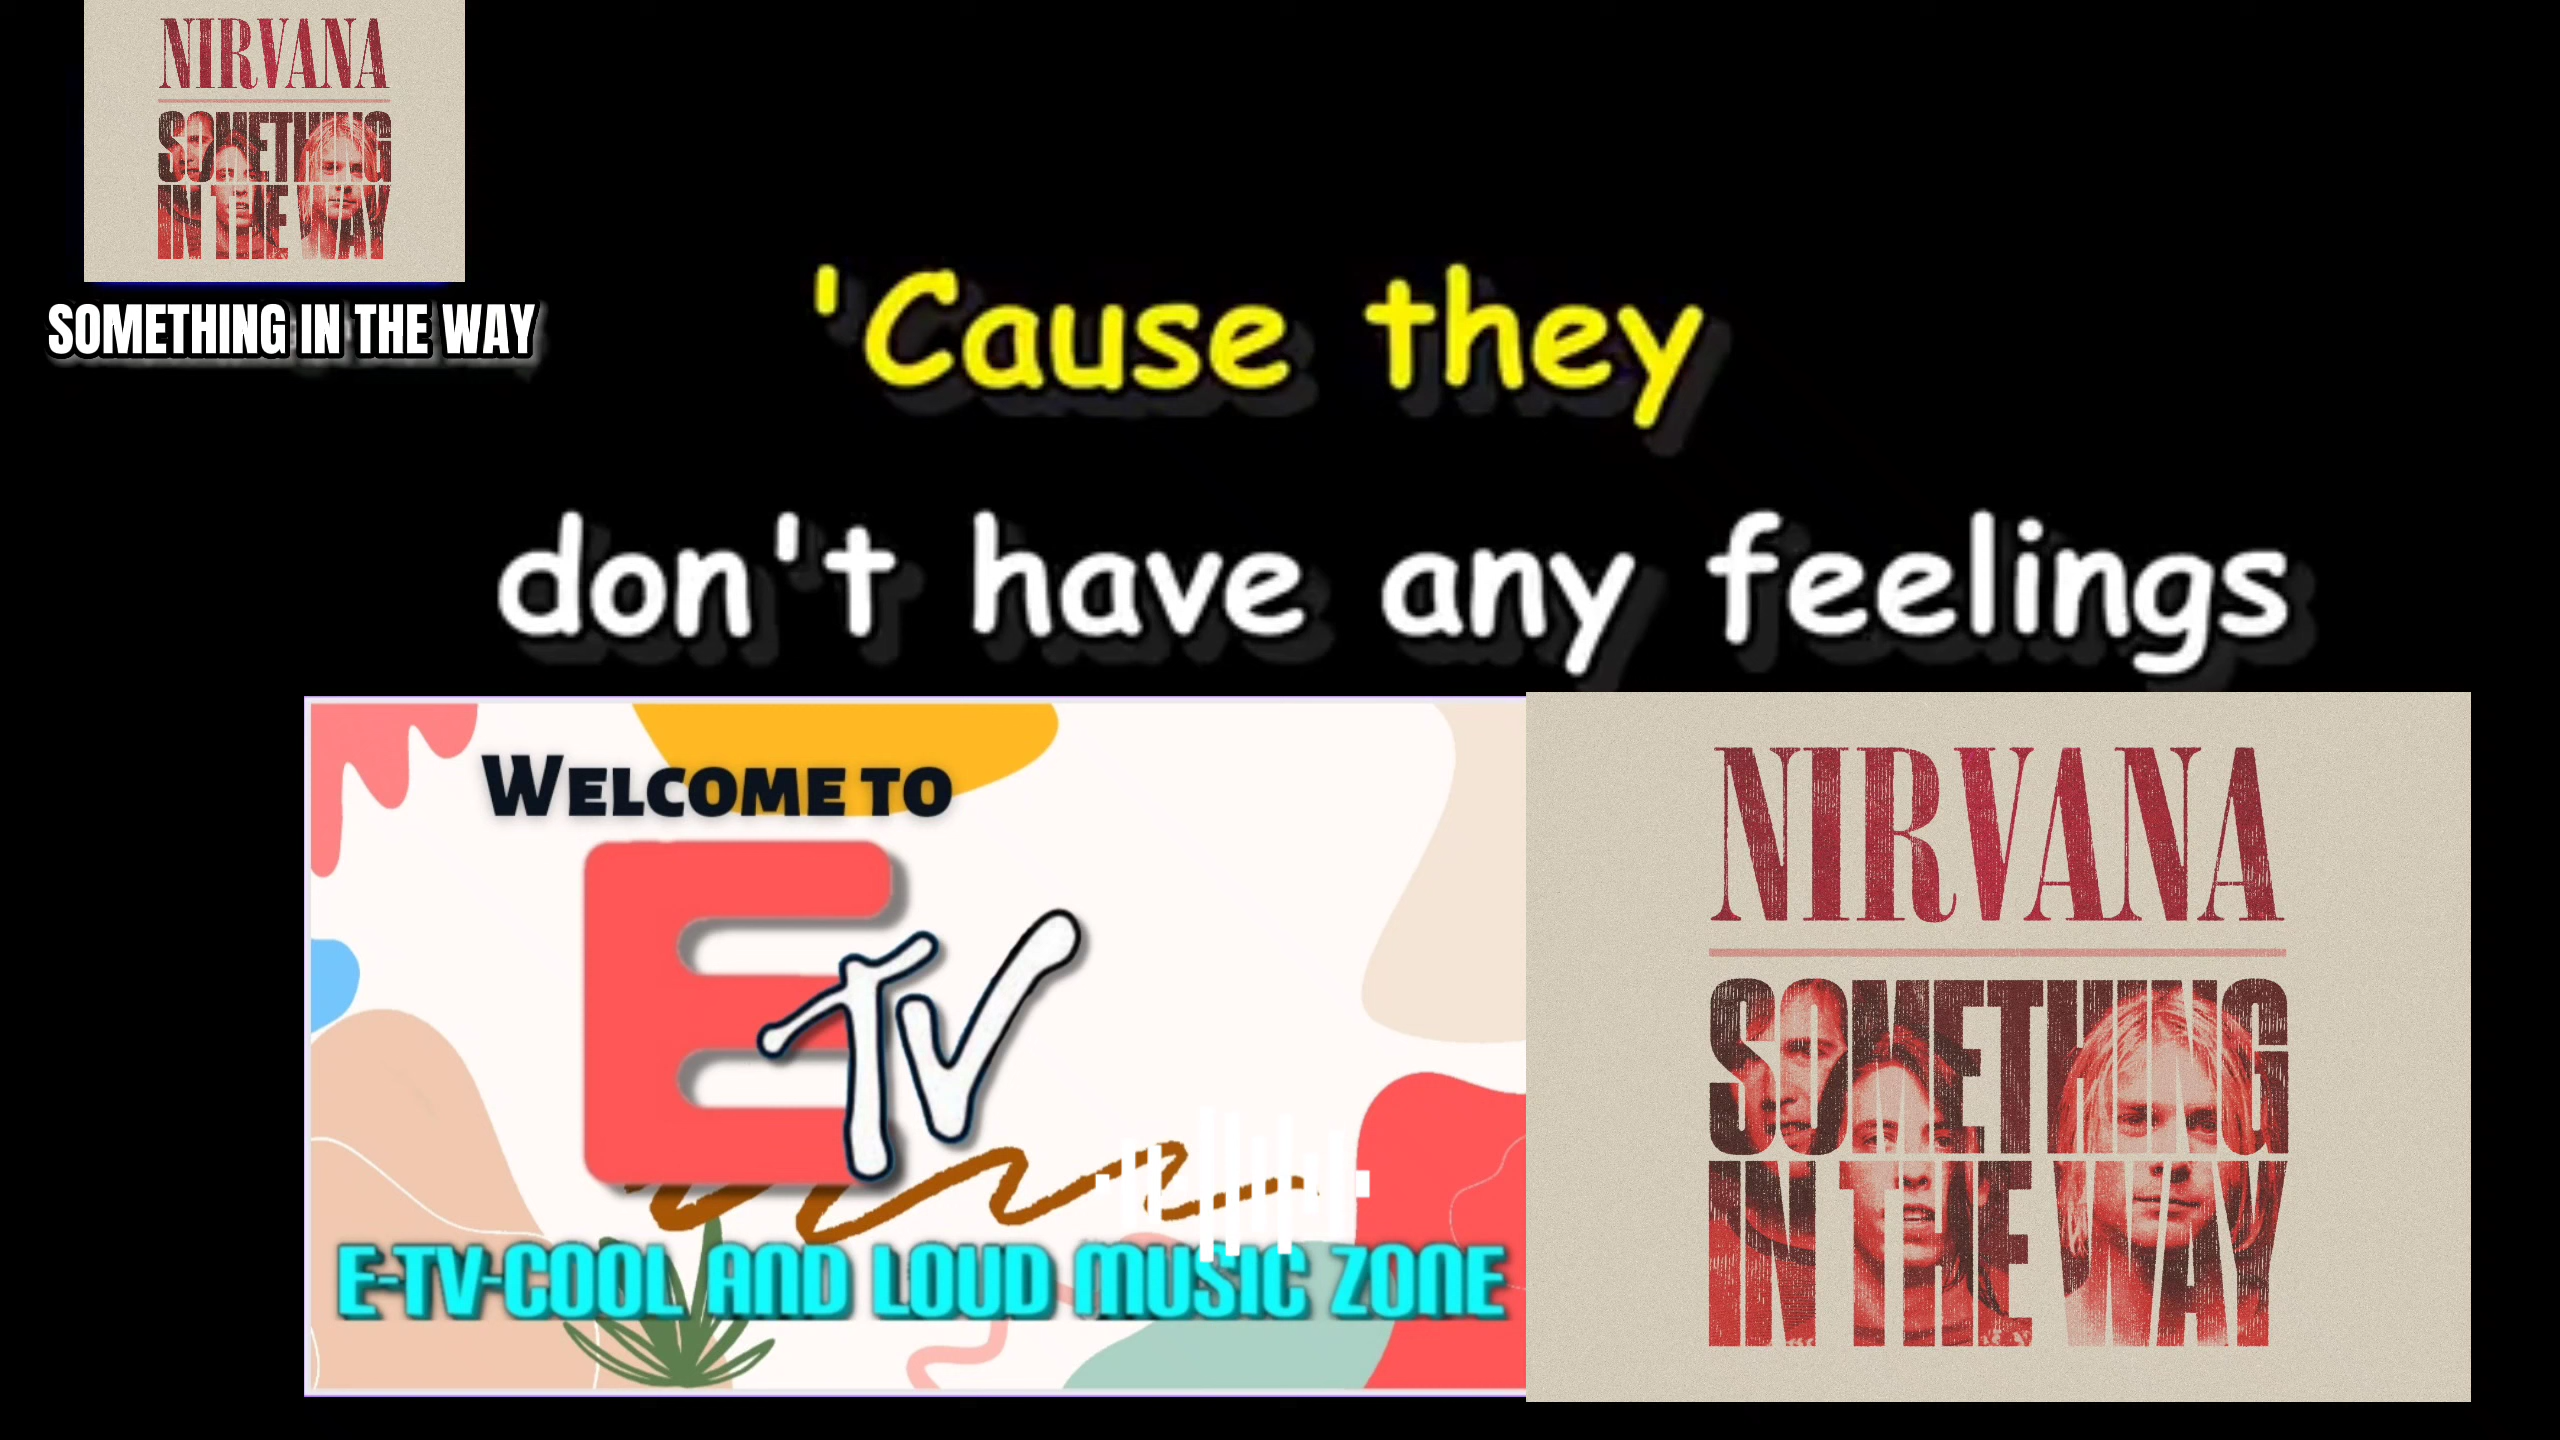 NIRVANA
SOMETHING
IN THE WAY
SOMETHING IN THE WAY
'Cause they
don't have any feelings
WELCOME TO
ETV
E-TV-COOL AND LOUD MUSIC ZONE
NIRVANA
SOMETHING
IN THE WAY